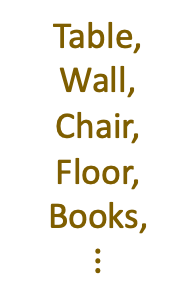 Table,
Wall,
Chair,
Floor,
Books,
⋮